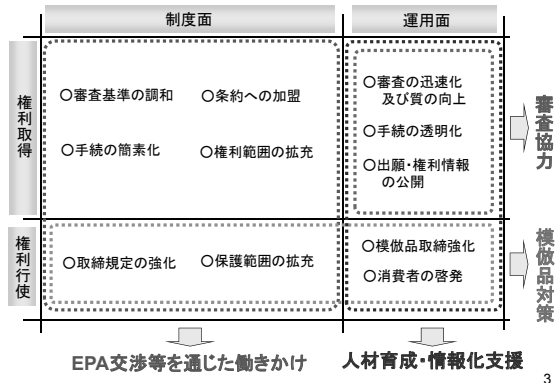 制度面
運用面
権利取得
○審査基準の調和
○条約への加盟
○手続の簡素化
○権利範囲の拡充
○審査の迅速化
及び質の向上
○手続の透明化
○出願・権利情報
の公開
審査協力
権利行使
○取締規定の強化
○保護範囲の拡充
○模倣品取締強化
○消費者の啓発
模倣品対策
EPA交渉等を通じた働きかけ
人材育成・情報化支援
3